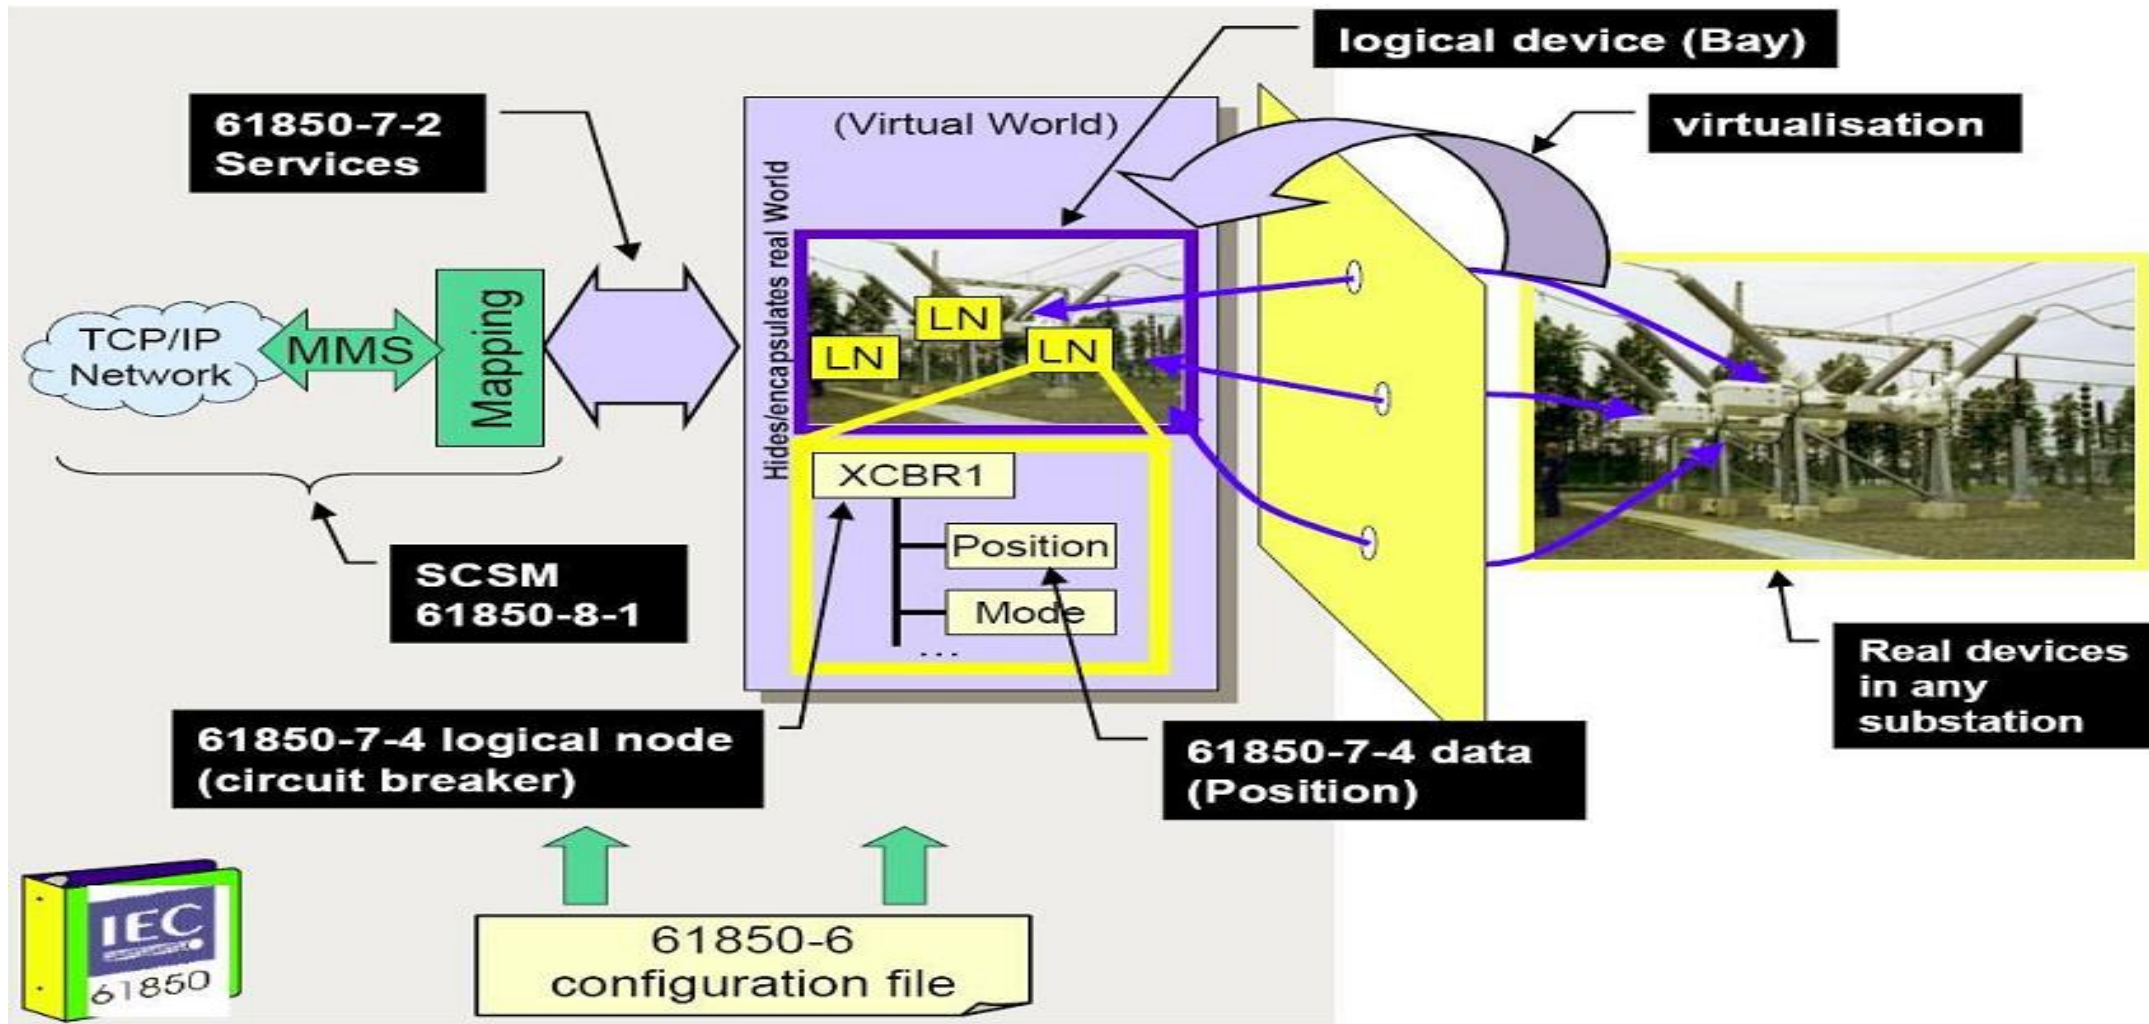 logical device (Bay)
61850-7-2
Services
(Virtual World)
virtualisation
Hides/encapsulates real World
TCP/IP
Network
MMS
Mapping
LN
LN
LN
XCBR1
Position
Mode
...
SCSM
61850-8-1
Real devices
in any
substation
61850-7-4 logical node
(circuit breaker)
61850-7-4 data
(Position)
61850-6
configuration file
IEC
61850